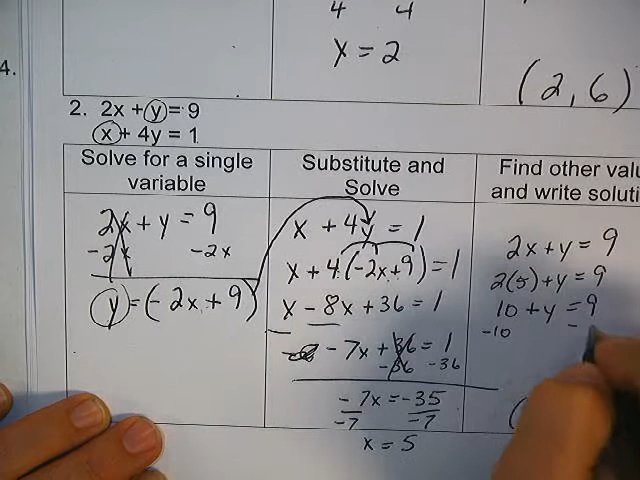 4 4
x = 2
(2, 6)
4.
2. 2x + y = 9
x + 4y = 1
Solve for a single variable
Substitute and Solve
Find other valu
and write soluti
2x + y = 9
-2x -2x
y = (-2x + 9)
x + 4y = 1
x + 4(-2x+9) = 1
x - 8x + 36 = 1
- 7x + 36 = 1
-36 -36
-7x = -35
-7 -7
x = 5
2x + y = 9
2(5) + y = 9
10 + y = 9
-10 -
(